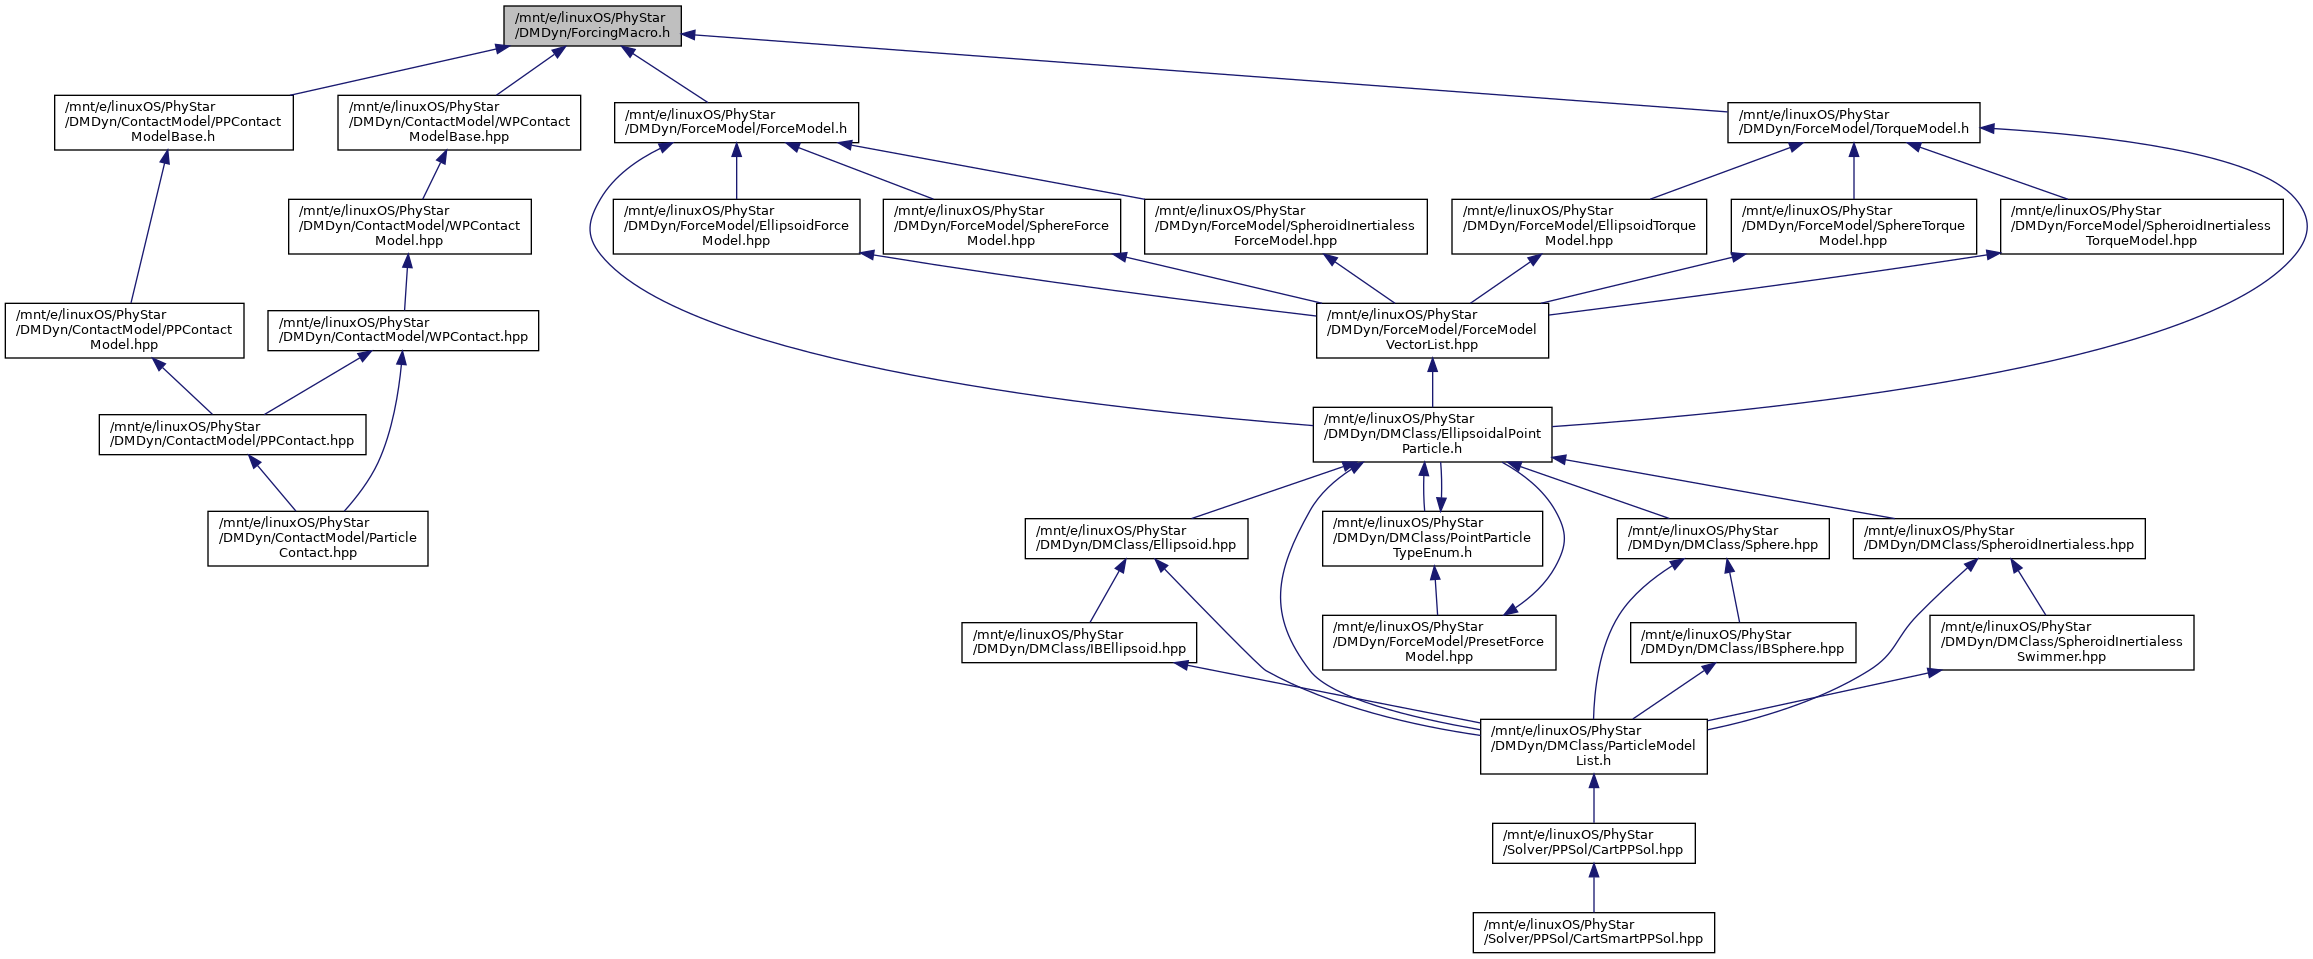 /mnt/e/linuxOS/PhyStar
/DMDyn/ForcingMacro.h
/mnt/e/linuxOS/PhyStar
/DMDyn/ContactModel/PPContact
ModelBase.h
/mnt/e/linuxOS/PhyStar
/DMDyn/ContactModel/WPContact
ModelBase.hpp
/mnt/e/linuxOS/PhyStar
/DMDyn/ForceModel/ForceModel.h
/mnt/e/linuxOS/PhyStar
/DMDyn/ForceModel/TorqueModel.h
/mnt/e/linuxOS/PhyStar
/DMDyn/ContactModel/WPContact
Model.hpp
/mnt/e/linuxOS/PhyStar
/DMDyn/ForceModel/EllipsoidForce
Model.hpp
/mnt/e/linuxOS/PhyStar
/DMDyn/ForceModel/SphereForce
Model.hpp
/mnt/e/linuxOS/PhyStar
/DMDyn/ForceModel/SpheroidInertialess
ForceModel.hpp
/mnt/e/linuxOS/PhyStar
/DMDyn/ForceModel/EllipsoidTorque
Model.hpp
/mnt/e/linuxOS/PhyStar
/DMDyn/ForceModel/SphereTorque
Model.hpp
/mnt/e/linuxOS/PhyStar
/DMDyn/ForceModel/SpheroidInertialess
TorqueModel.hpp
/mnt/e/linuxOS/PhyStar
/DMDyn/ContactModel/PPContact
Model.hpp
/mnt/e/linuxOS/PhyStar
/DMDyn/ContactModel/WPContact.hpp
/mnt/e/linuxOS/PhyStar
/DMDyn/ForceModel/ForceModel
VectorList.hpp
/mnt/e/linuxOS/PhyStar
/DMDyn/ContactModel/PPContact.hpp
/mnt/e/linuxOS/PhyStar
/DMDyn/DMClass/EllipsoidalPoint
Particle.h
/mnt/e/linuxOS/PhyStar
/DMDyn/ContactModel/Particle
Contact.hpp
/mnt/e/linuxOS/PhyStar
/DMDyn/DMClass/Ellipsoid.hpp
/mnt/e/linuxOS/PhyStar
/DMDyn/DMClass/PointParticle
TypeEnum.h
/mnt/e/linuxOS/PhyStar
/DMDyn/DMClass/Sphere.hpp
/mnt/e/linuxOS/PhyStar
/DMDyn/DMClass/SpheroidInertialess.hpp
/mnt/e/linuxOS/PhyStar
/DMDyn/DMClass/IBEllipsoid.hpp
/mnt/e/linuxOS/PhyStar
/DMDyn/ForceModel/PresetForce
Model.hpp
/mnt/e/linuxOS/PhyStar
/DMDyn/DMClass/IBSphere.hpp
/mnt/e/linuxOS/PhyStar
/DMDyn/DMClass/SpheroidInertialess
Swimmer.hpp
/mnt/e/linuxOS/PhyStar
/DMDyn/DMClass/ParticleModel
List.h
/mnt/e/linuxOS/PhyStar
/Solver/PPSol/CartPPSol.hpp
/mnt/e/linuxOS/PhyStar
/Solver/PPSol/CartSmartPPSol.hpp